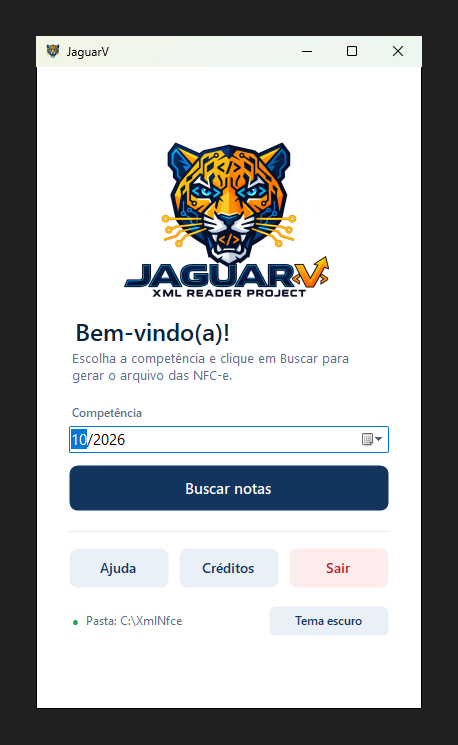 JaguarV
JAGUARV
XML READER PROJECT
Bem-vindo(a)!
Escolha a competência e clique em Buscar para
gerar o arquivo das NFC-e.
Competência
10/2026
Buscar notas
Ajuda
Créditos
Sair
Pasta: C:\XmlNfce
Tema escuro